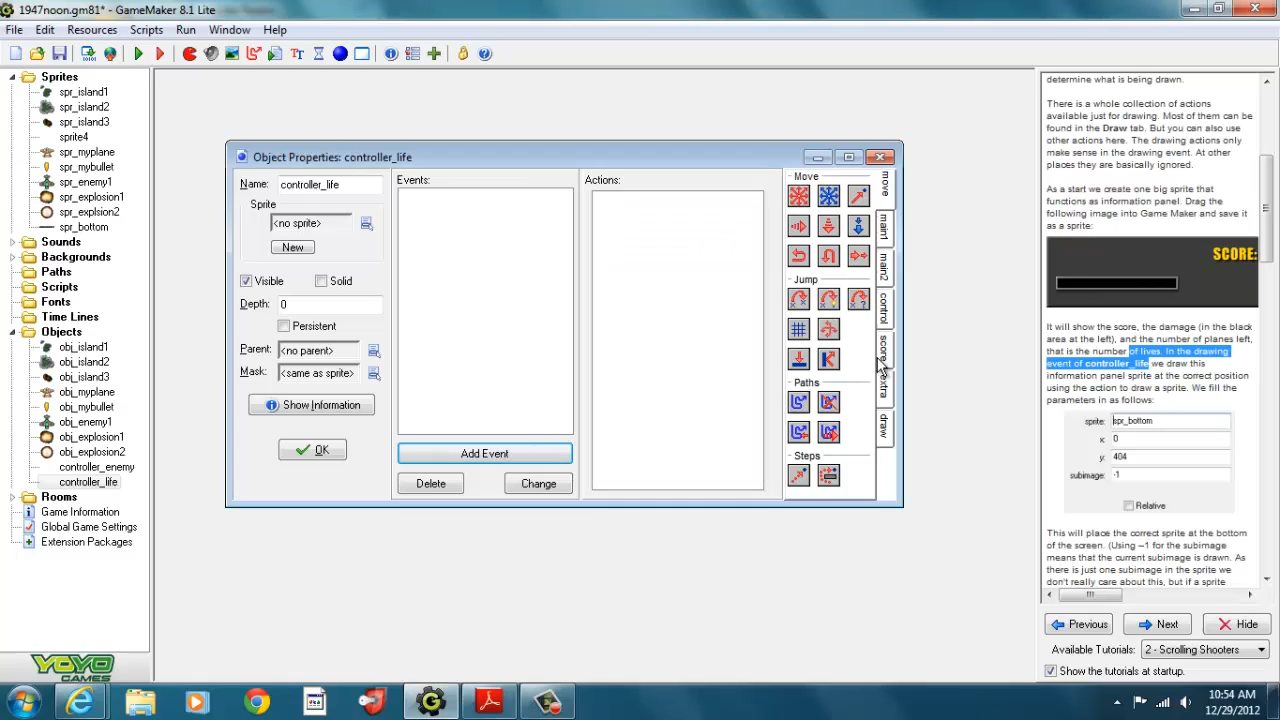 1947noon.gm81* - GameMaker 8.1 Lite
File Edit Resources Scripts Run Window Help
Sprites
spr_island1
spr_island2
spr_island3
sprite4
spr_myplane
spr_mybullet
spr_enemy1
spr_explosion1
spr_explsion2
spr_bottom
Sounds
Backgrounds
Paths
Scripts
Fonts
Time Lines
Objects
obj_island1
obj_island2
obj_island3
obj_myplane
obj_mybullet
obj_enemy1
obj_explosion1
obj_explosion2
controller_enemy
controller_life
Rooms
Game Information
Global Game Settings
Extension Packages
YOYO
GAMES
Object Properties: controller_life
Name: controller_life
Sprite
<no sprite>
New
Visible Solid
Depth: 0
Persistent
Parent: <no parent>
Mask: <same as sprite>
Show Information
OK
Events:
Add Event
Delete Change
Actions:
Move
Jump
Paths
Steps
move
main1
main2
control
score
extra
draw
determine what is being drawn.
There is a whole collection of actions
available just for drawing. Most of them can be
found in the Draw tab. But you can also use
other actions here. The drawing actions only
make sense in the drawing event. At other
places they are basically ignored.
As a start we create one big sprite that
functions as information panel. Drag the
following image into Game Maker and save it
as a sprite:
SCORE:
It will show the score, the damage (in the black
area at the left), and the number of planes left,
that is the number of lives. In the drawing
event of controller_life we draw this
information panel sprite at the correct position
using the action to draw a sprite. We fill the
parameters in as follows:
sprite: spr_bottom
x: 0
y: 404
subimage: -1
Relative
This will place the correct sprite at the bottom
of the screen. (Using –1 for the subimage
means that the current subimage is drawn. As
there is just one subimage in the sprite we
don't really care about this, but if a sprite
Previous Next Hide
Available Tutorials: 2 - Scrolling Shooters
Show the tutorials at startup.
10:54 AM
12/29/2012